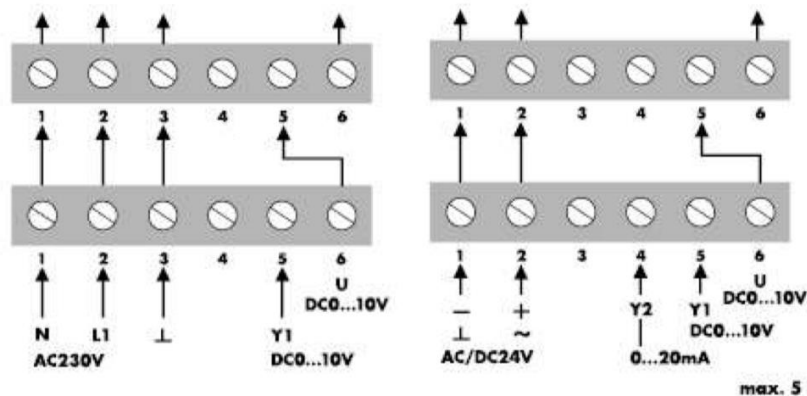 1 2 3 4 5 6
1 2 3 4 5 6
U
DC0...10V
N L1 ⊥ Y1
AC230V DC0...10V
1 2 3 4 5 6
1 2 3 4 5 6
U
DC0...10V
− + Y2 Y1
⊥ ~ DC0...10V
AC/DC24V 0...20mA
max. 5